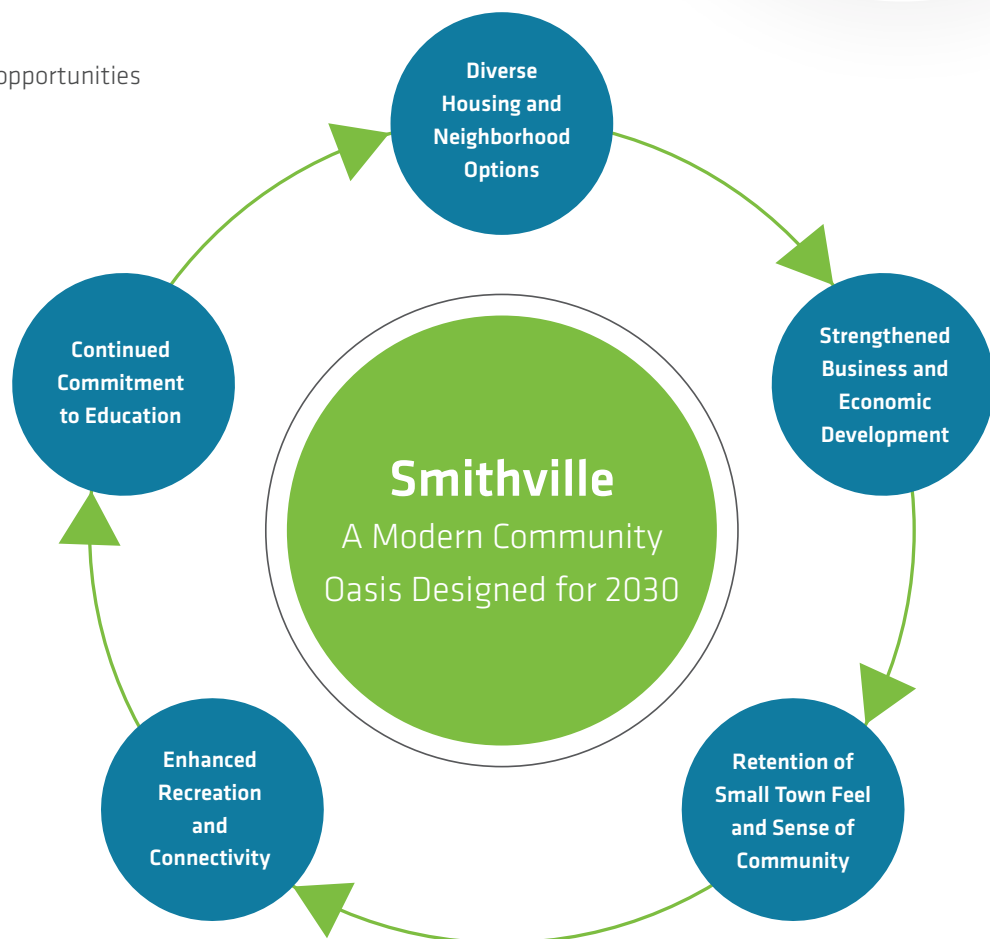 opportunities
Diverse
Housing and
Neighborhood
Options
Strengthened
Business and
Economic
Development
Retention of
Small Town Feel
and Sense of
Community
Enhanced
Recreation
and
Connectivity
Continued
Commitment
to Education
Smithville
A Modern Community
Oasis Designed for 2030